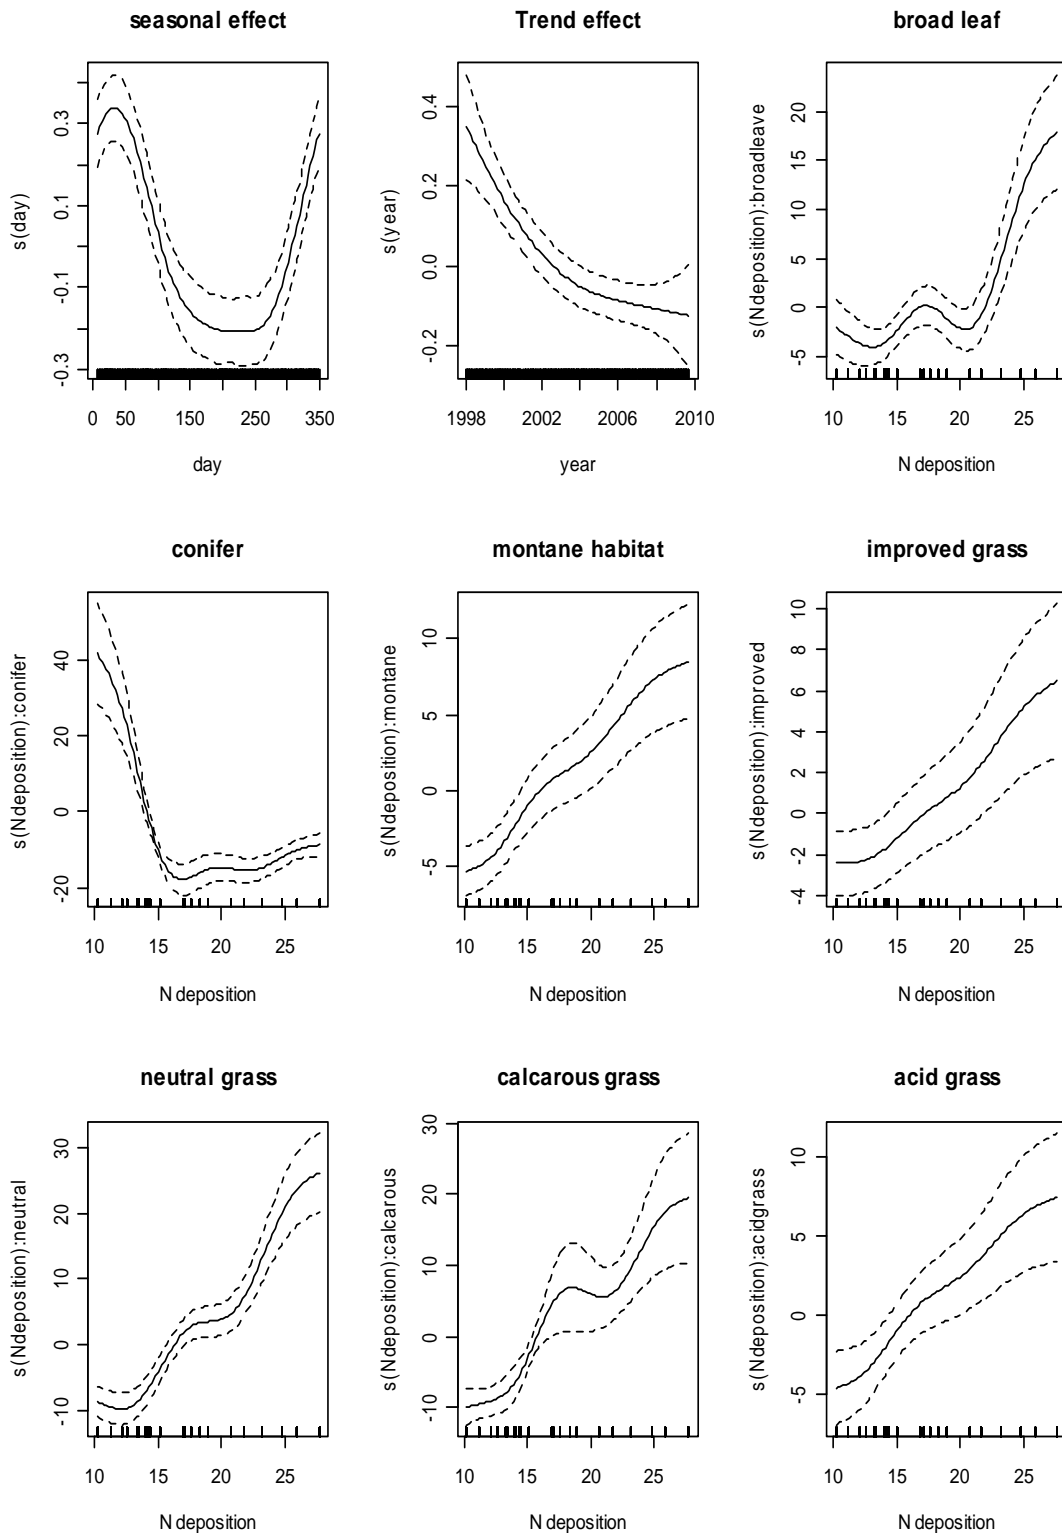 seasonal effect
s(day)
-0.3 -0.1 0.1 0.3
0 50 150 250 350
day
Trend effect
s(year)
-0.2 0.0 0.2 0.4
1998 2002 2006 2010
year
broad leaf
s(Ndeposition):broadleave
-5 0 5 10 15 20
10 15 20 25
N deposition
conifer
s(Ndeposition):conifer
-20 0 20 40
10 15 20 25
N deposition
montane habitat
s(Ndeposition):montane
-5 0 5 10
10 15 20 25
N deposition
improved grass
s(Ndeposition):improved
-4 -2 0 2 4 6 8 10
10 15 20 25
N deposition
neutral grass
s(Ndeposition):neutral
-10 0 10 20 30
10 15 20 25
N deposition
calcarous grass
s(Ndeposition):calcarous
-10 0 10 20 30
10 15 20 25
N deposition
acid grass
s(Ndeposition):acidgrass
-5 0 5 10
10 15 20 25
N deposition